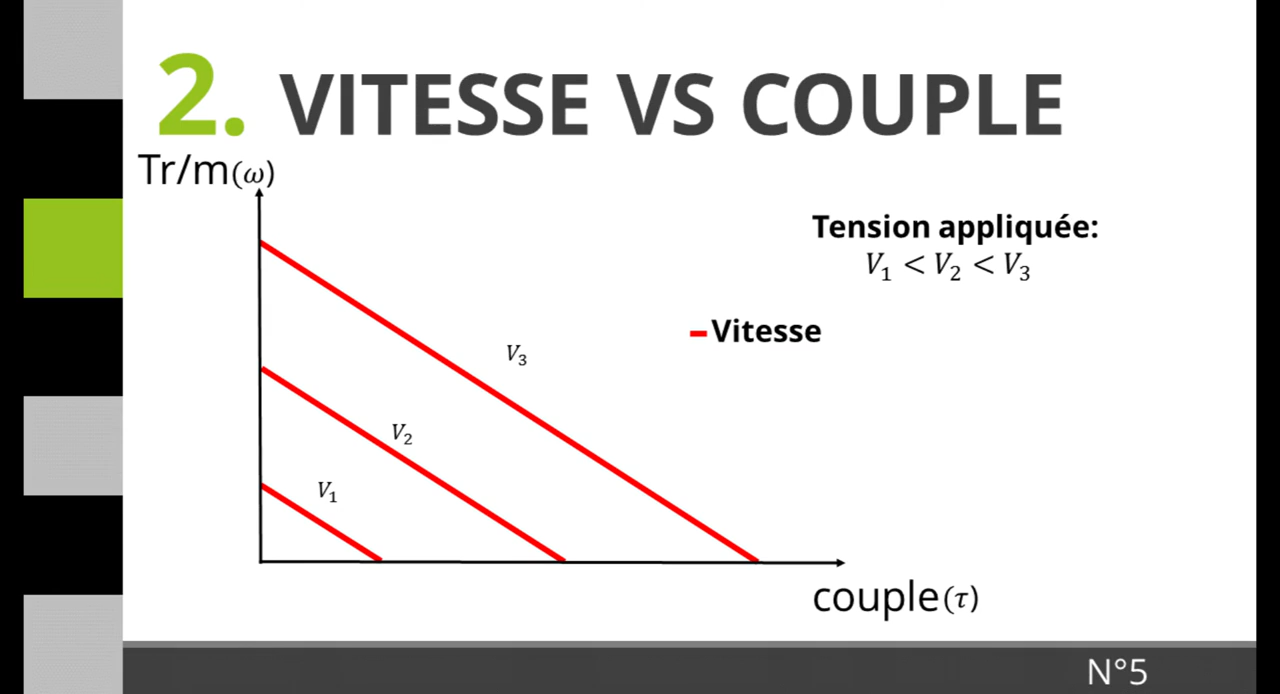 2. VITESSE VS COUPLE
Tr/m(ω)
Tension appliquée:
V₁ < V₂ < V₃
Vitesse
V₃
V₂
V₁
couple(τ)
N°5